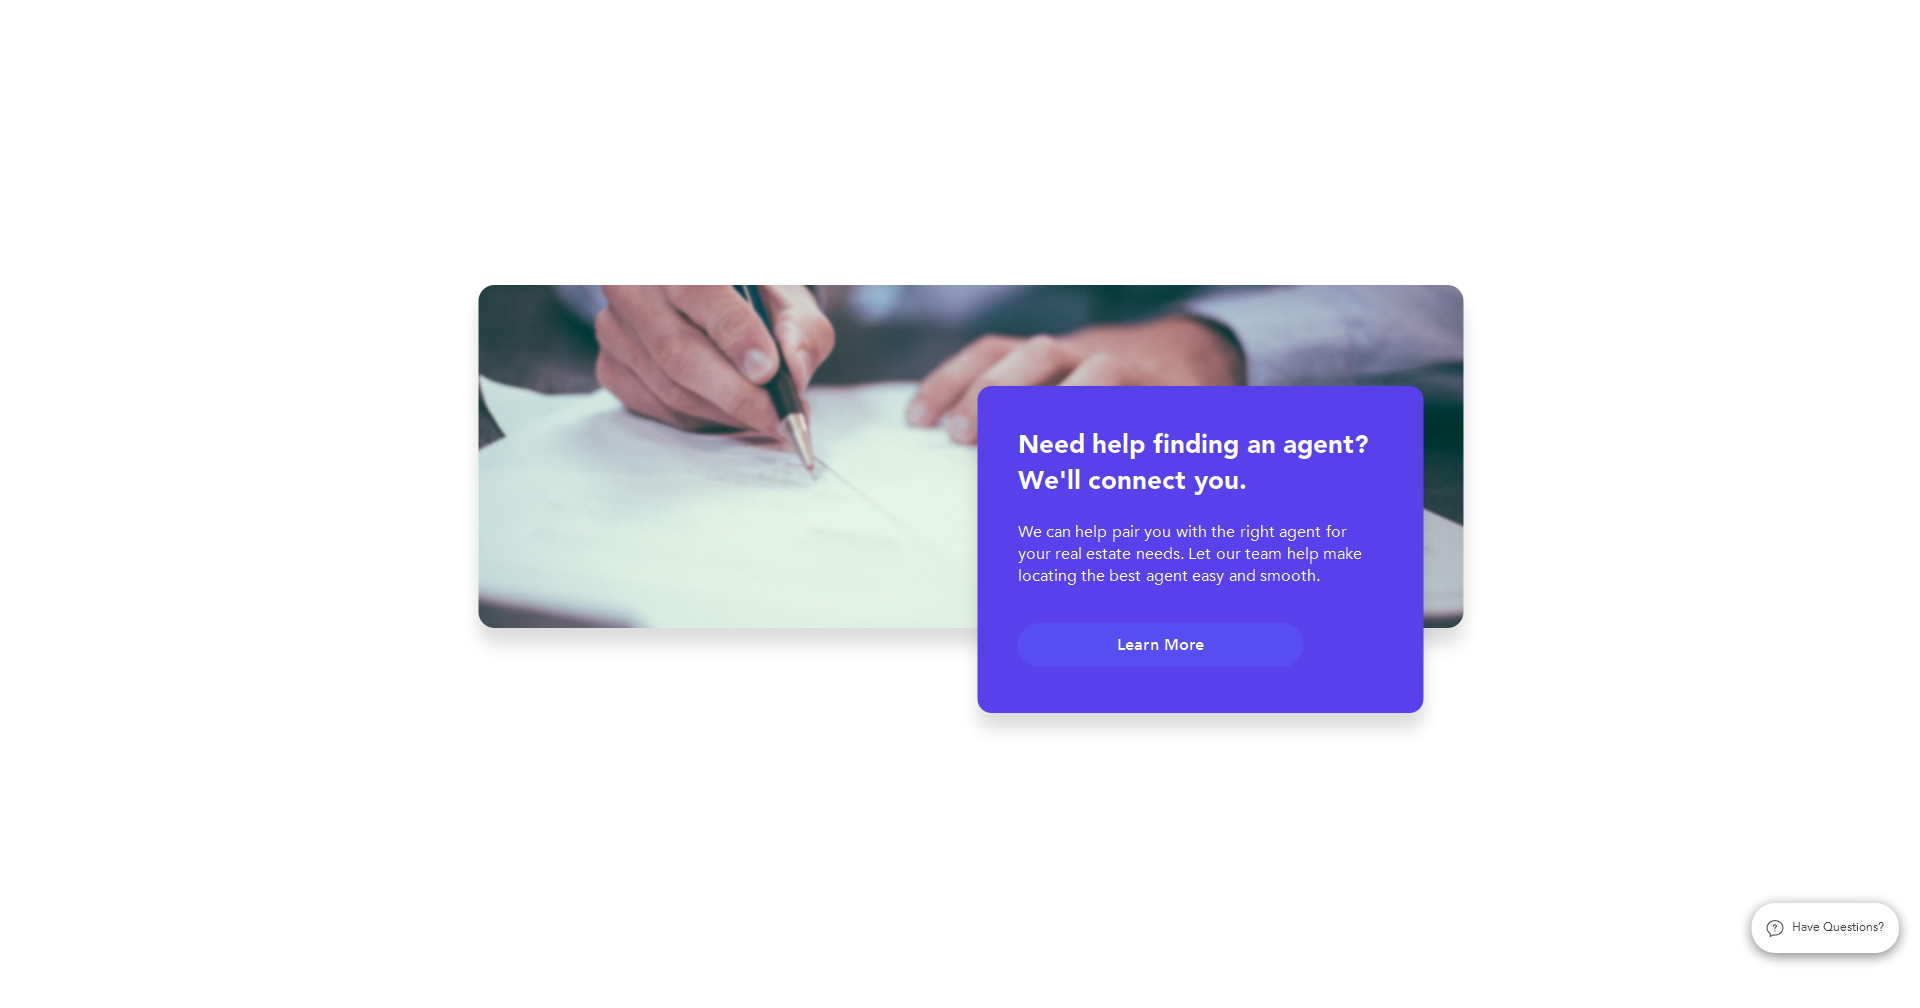 Need help finding an agent?
We'll connect you.
We can help pair you with the right agent for
your real estate needs. Let our team help make
locating the best agent easy and smooth.
Learn More
Have Questions?